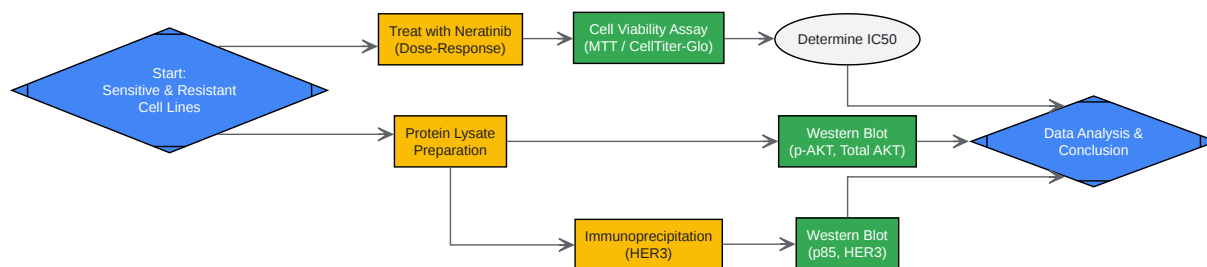 Start:
Sensitive & Resistant
Cell Lines
Treat with Neratinib
(Dose-Response)
Cell Viability Assay
(MTT / CellTiter-Glo)
Determine IC50
Protein Lysate
Preparation
Western Blot
(p-AKT, Total AKT)
Data Analysis &
Conclusion
Immunoprecipitation
(HER3)
Western Blot
(p85, HER3)